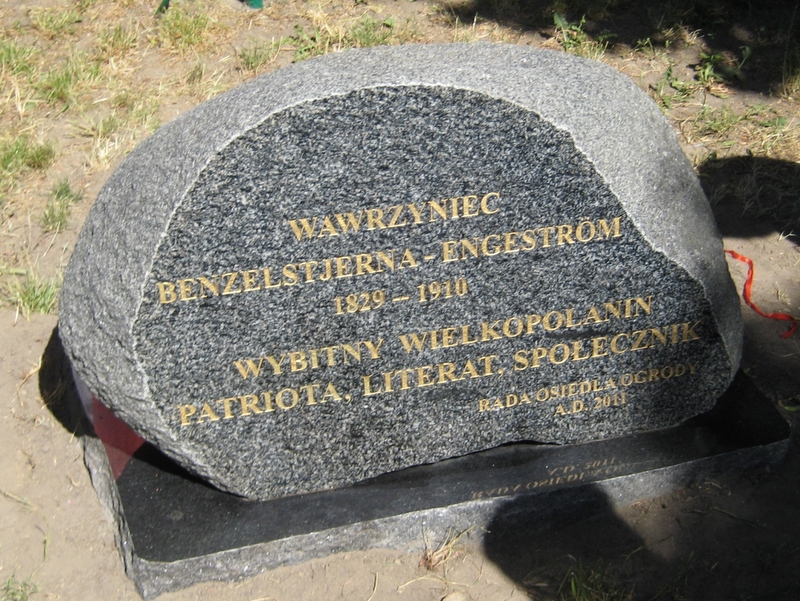 WAWRZYNIEC
BENZELSTJERNA - ENGESTRÖM
1829 - 1910
WYBITNY WIELKOPOLANIN
PATRIOTA, LITERAT, SPOŁECZNIK
RADA OSIEDLA OGRODY
A.D. 2011